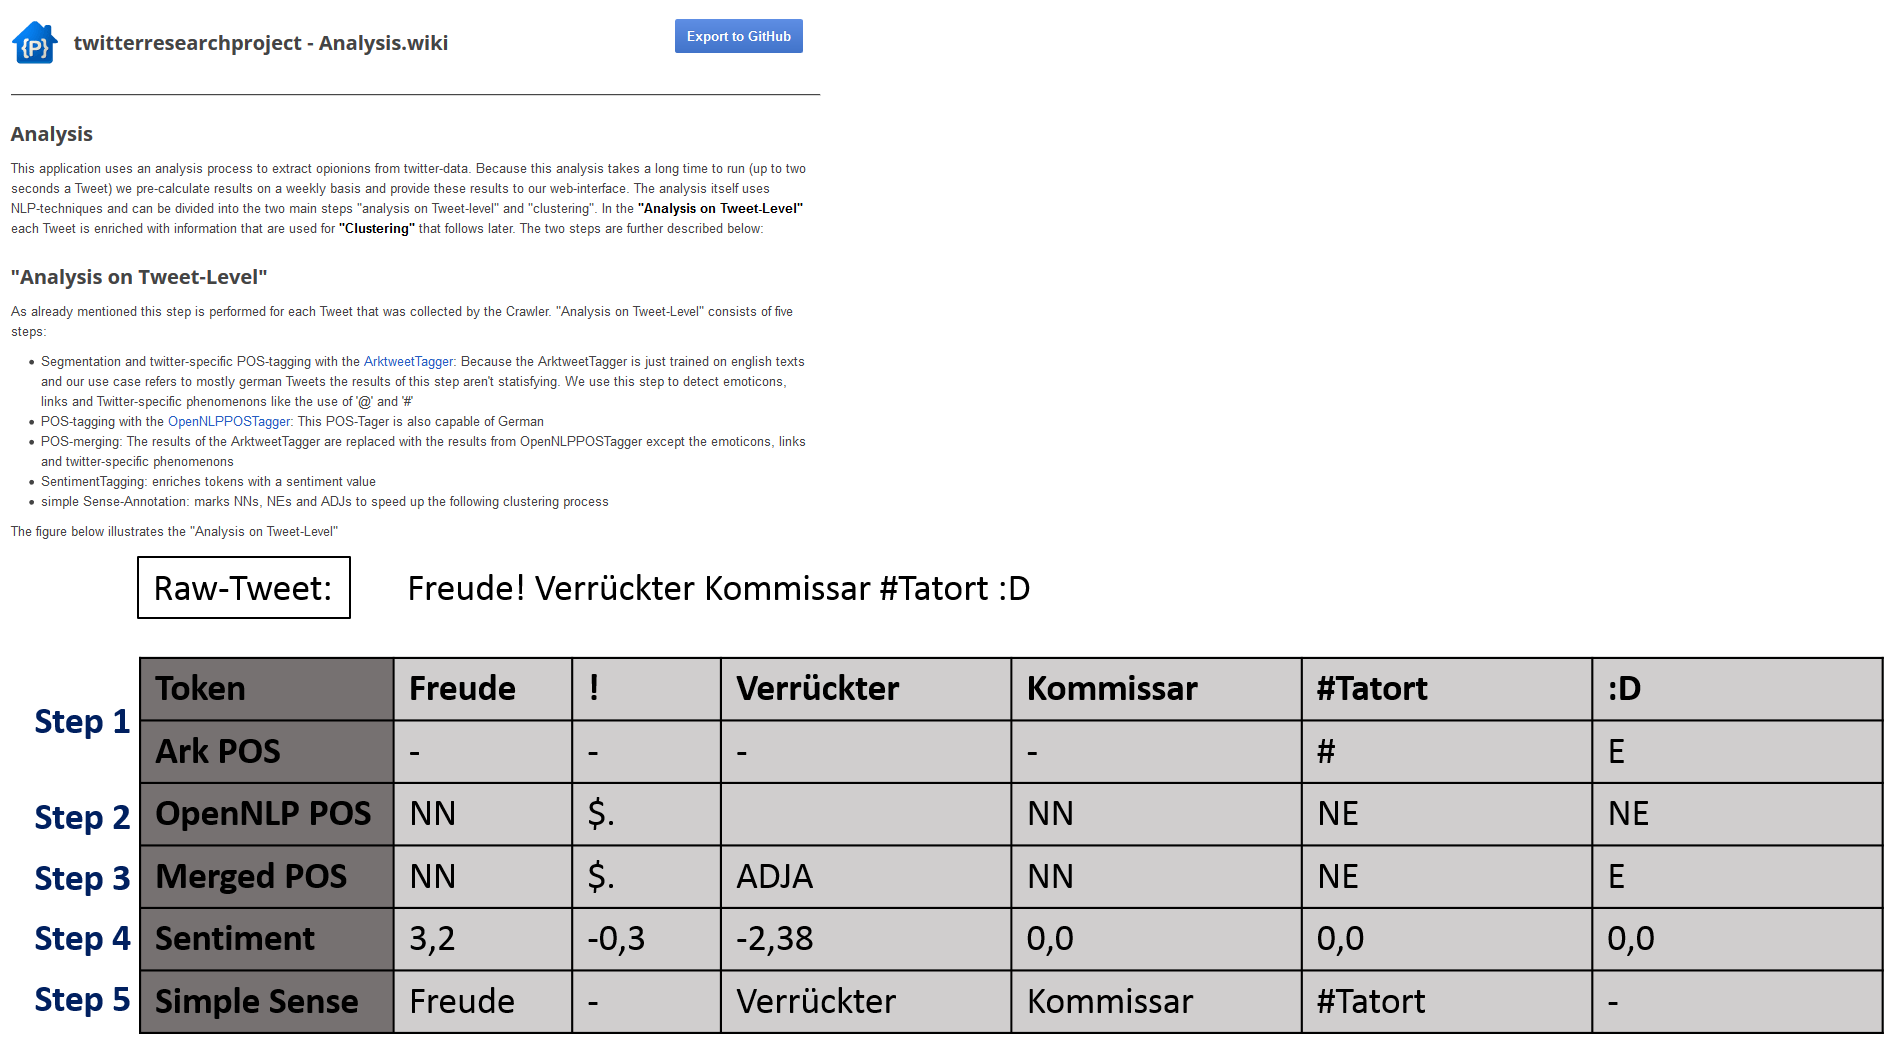 {P}
twitterresearchproject - Analysis.wiki
Export to GitHub
Analysis
This application uses an analysis process to extract opionions from twitter-data. Because this analysis takes a long time to run (up to two
seconds a Tweet) we pre-calculate results on a weekly basis and provide these results to our web-interface. The analysis itself uses
NLP-techniques and can be divided into the two main steps "analysis on Tweet-level" and "clustering". In the "Analysis on Tweet-Level"
each Tweet is enriched with information that are used for "Clustering" that follows later. The two steps are further described below:
"Analysis on Tweet-Level"
As already mentioned this step is performed for each Tweet that was collected by the Crawler. "Analysis on Tweet-Level" consists of five
steps:
• Segmentation and twitter-specific POS-tagging with the ArktweetTagger: Because the ArktweetTagger is just trained on english texts
and our use case refers to mostly german Tweets the results of this step aren't statisfying. We use this step to detect emoticons,
links and Twitter-specific phenomenons like the use of '@' and '#'
• POS-tagging with the OpenNLPPOSTagger: This POS-Tager is also capable of German
• POS-merging: The results of the ArktweetTagger are replaced with the results from OpenNLPPOSTagger except the emoticons, links
and twitter-specific phenomenons
• SentimentTagging: enriches tokens with a sentiment value
• simple Sense-Annotation: marks NNs, NEs and ADJs to speed up the following clustering process
The figure below illustrates the "Analysis on Tweet-Level"
Raw-Tweet: Freude! Verrückter Kommissar #Tatort :D
Token Freude ! Verrückter Kommissar #Tatort :D
Step 1
Ark POS - - - - # E
Step 2 OpenNLP POS NN $. NN NE NE
Step 3 Merged POS NN $. ADJA NN NE E
Step 4 Sentiment 3,2 -0,3 -2,38 0,0 0,0 0,0
Step 5 Simple Sense Freude - Verrückter Kommissar #Tatort -